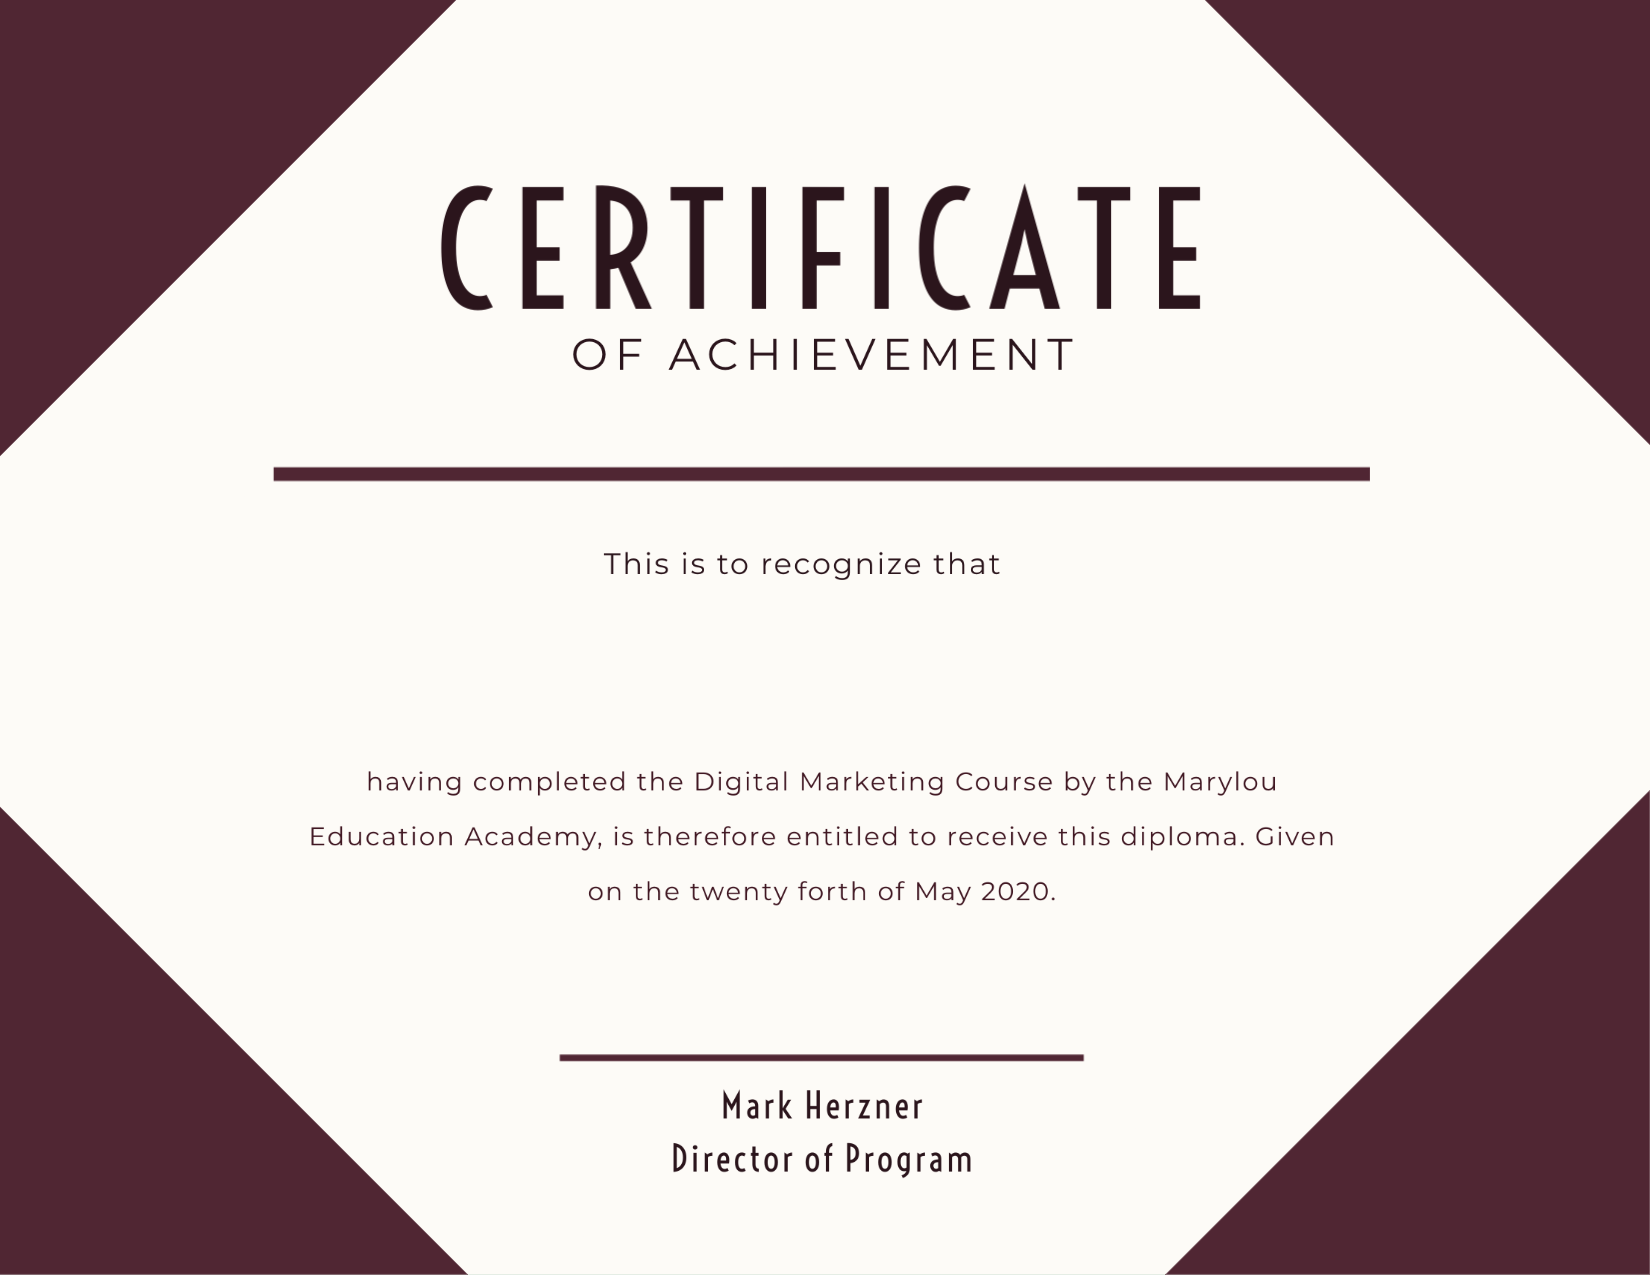 CERTIFICATE
OF ACHIEVEMENT
This is to recognize that
having completed the Digital Marketing Course by the Marylou
Education Academy, is therefore entitled to receive this diploma. Given
on the twenty forth of May 2020.
Mark Herzner
Director of Program